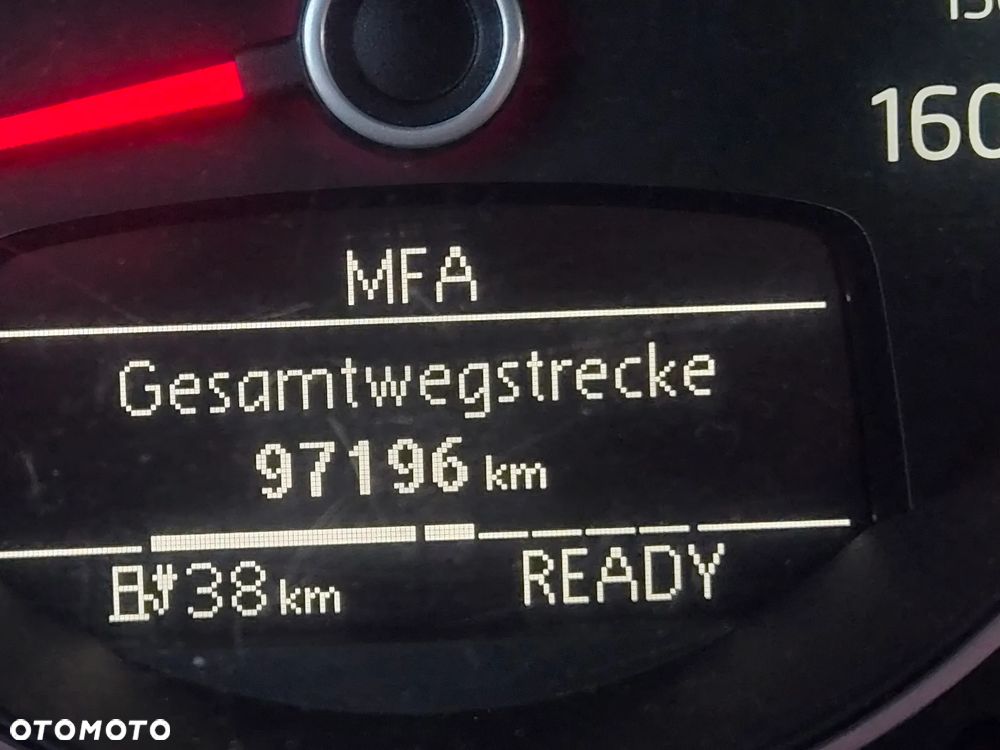 160
MFA
Gesamtwegstrecke
97196 km
38 km READY
OTOMOTO